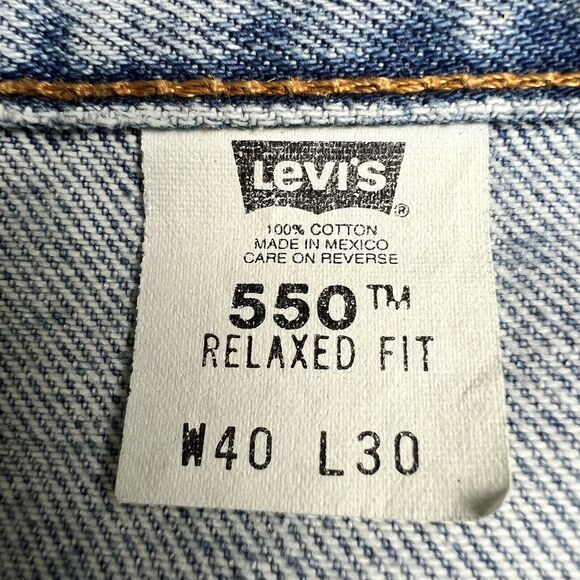 Levi's
®
100% COTTON
MADE IN MEXICO
CARE ON REVERSE
550™
RELAXED FIT
W40 L30